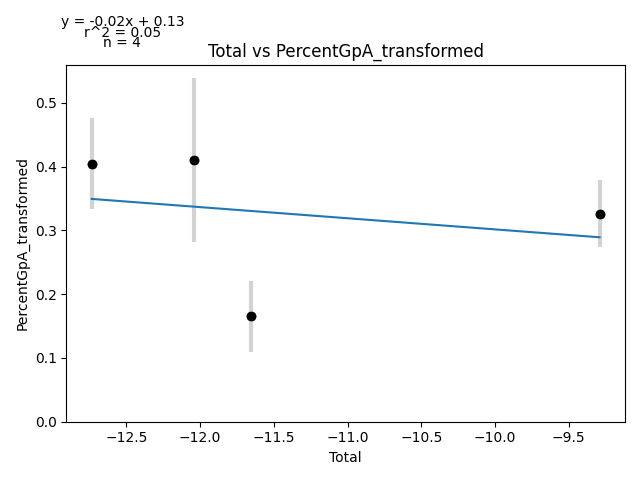 y = -0.02x + 0.13
r^2 = 0.05
n = 4
Total vs PercentGpA_transformed
PercentGpA_transformed
0.5
0.4
0.3
0.2
0.1
0.0
−12.5 −12.0 −11.5 −11.0 −10.5 −10.0 −9.5
Total